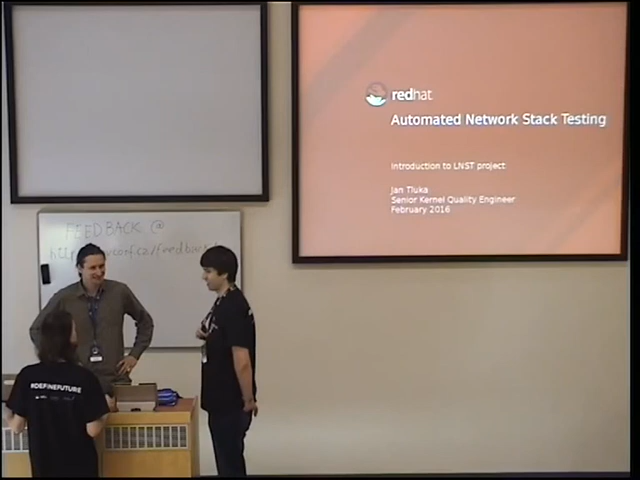 redhat
Automated Network Stack Testing
Introduction to LNST project
Jan Tluka
Senior Kernel Quality Engineer
February 2016
FEEDBACK @
#DEFINEFUTURE